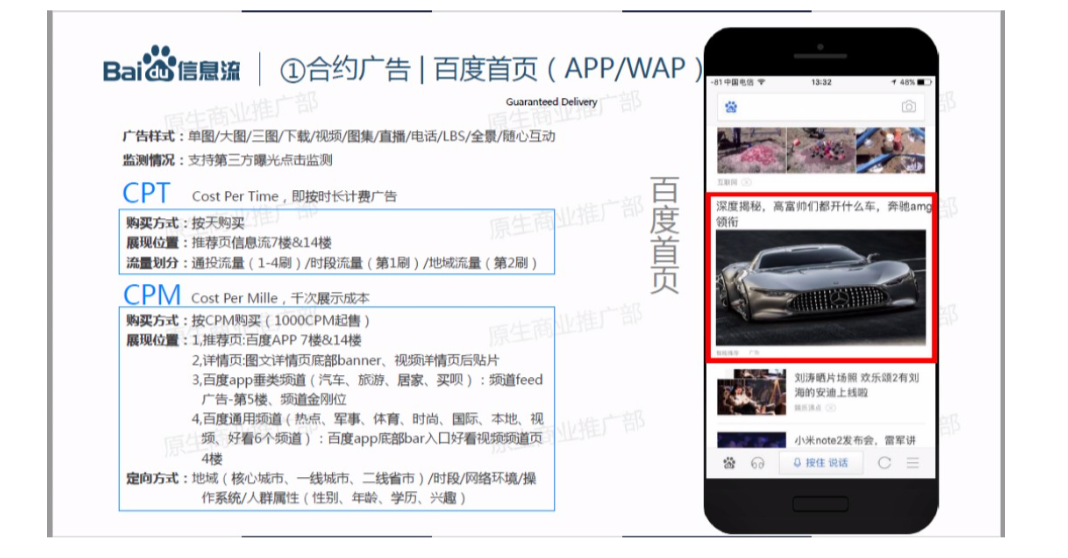 Bai du 信息流
①合约广告 | 百度首页（APP/WAP）
Guaranteed Delivery
广告样式：单图/大图/三图/下载/视频/图集/直播/电话/LBS/全景/随心互动
监测情况：支持第三方曝光点击监测
CPT Cost Per Time，即按时长计费广告
购买方式：按天购买
展现位置：推荐页信息流7楼&14楼
流量划分：通投流量（1-4刷）/时段流量（第1刷）/地域流量（第2刷）
CPM Cost Per Mille，千次展示成本
购买方式：按CPM购买（1000CPM起售）
展现位置：1,推荐页:百度APP 7楼&14楼
2,详情页:图文详情页底部banner、视频详情页后贴片
3,百度app垂类频道（汽车、旅游、居家、买呗）：频道feed
广告-第5楼、频道金刚位
4,百度通用频道（热点、军事、体育、时尚、国际、本地、视
频、好看6个频道）：百度app底部bar入口好看视频频道页
4楼
定向方式：地域（核心城市、一线城市、二线省市）/时段/网络环境/操
作系统/人群属性（性别、年龄、学历、兴趣）
百度首页
中国电信
13:32
48%
互联网
深度揭秘，高富帅们都开什么车，奔驰amg
领衔
广告
刘涛晒片场照 欢乐颂2有刘
海的安迪上线啦
娱乐沸点
小米note2发布会，雷军讲
按住 说话
原生商业推广部
原生商业推广部
原生商业推广部
原生商业推广部
原生商业推广部